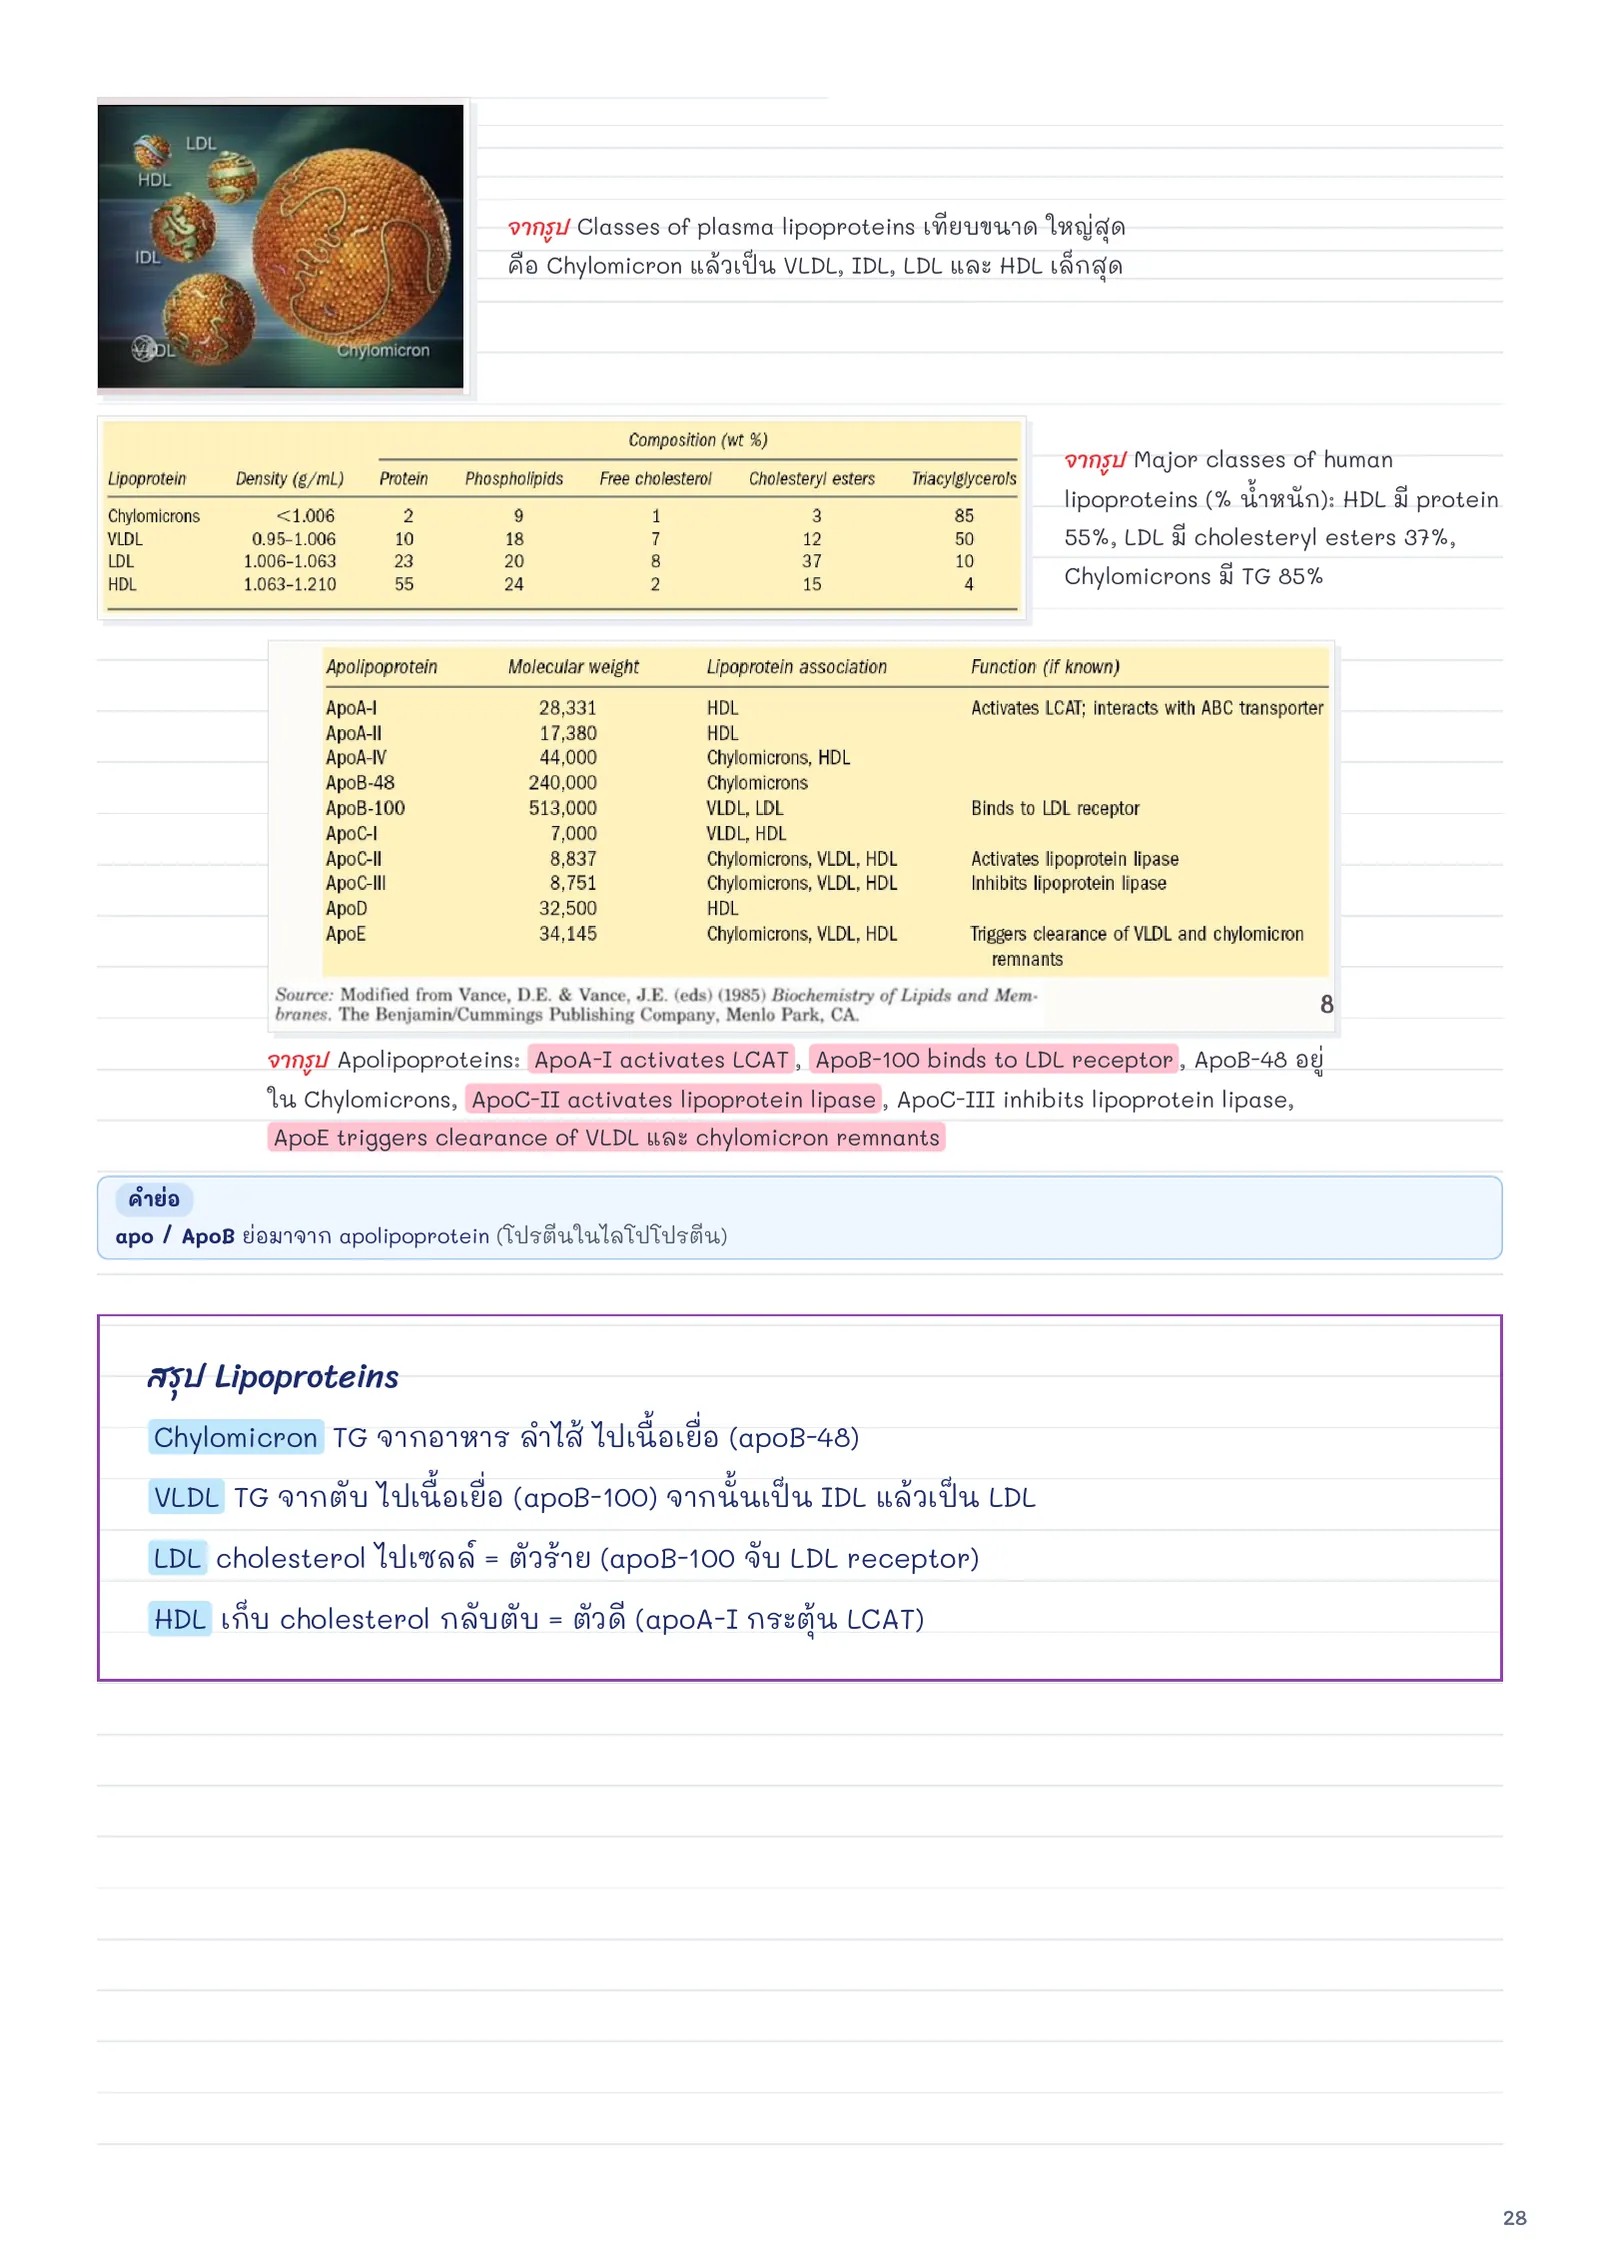 LDL
HDL
IDL
VLDL
Chylomicron
จากรูป Classes of plasma lipoproteins เทียบขนาด ใหญ่สุด
คือ Chylomicron แล้วเป็น VLDL, IDL, LDL และ HDL เล็กสุด
Composition (wt %)
Lipoprotein Density (g/mL) Protein Phospholipids Free cholesterol Cholesteryl esters Triacylglycerols
Chylomicrons <1.006 2 9 1 3 85
VLDL 0.95–1.006 10 18 7 12 50
LDL 1.006–1.063 23 20 8 37 10
HDL 1.063–1.210 55 24 2 15 4
จากรูป Major classes of human
lipoproteins (% น้ำหนัก): HDL มี protein
55%, LDL มี cholesteryl esters 37%,
Chylomicrons มี TG 85%
Apolipoprotein Molecular weight Lipoprotein association Function (if known)
ApoA-I 28,331 HDL Activates LCAT; interacts with ABC transporter
ApoA-II 17,380 HDL
ApoA-IV 44,000 Chylomicrons, HDL
ApoB-48 240,000 Chylomicrons
ApoB-100 513,000 VLDL, LDL Binds to LDL receptor
ApoC-I 7,000 VLDL, HDL
ApoC-II 8,837 Chylomicrons, VLDL, HDL Activates lipoprotein lipase
ApoC-III 8,751 Chylomicrons, VLDL, HDL Inhibits lipoprotein lipase
ApoD 32,500 HDL
ApoE 34,145 Chylomicrons, VLDL, HDL Triggers clearance of VLDL and chylomicron
remnants
Source: Modified from Vance, D.E. & Vance, J.E. (eds) (1985) Biochemistry of Lipids and Mem-
branes. The Benjamin/Cummings Publishing Company, Menlo Park, CA.
8
จากรูป Apolipoproteins: ApoA-I activates LCAT, ApoB-100 binds to LDL receptor, ApoB-48 อยู่
ใน Chylomicrons, ApoC-II activates lipoprotein lipase, ApoC-III inhibits lipoprotein lipase,
ApoE triggers clearance of VLDL และ chylomicron remnants
คำย่อ
apo / ApoB ย่อมาจาก apolipoprotein (โปรตีนในไลโปโปรตีน)
สรุป Lipoproteins
Chylomicron TG จากอาหาร ลำไส้ ไปเนื้อเยื่อ (apoB-48)
VLDL TG จากตับ ไปเนื้อเยื่อ (apoB-100) จากนั้นเป็น IDL แล้วเป็น LDL
LDL cholesterol ไปเซลล์ = ตัวร้าย (apoB-100 จับ LDL receptor)
HDL เก็บ cholesterol กลับตับ = ตัวดี (apoA-I กระตุ้น LCAT)
28